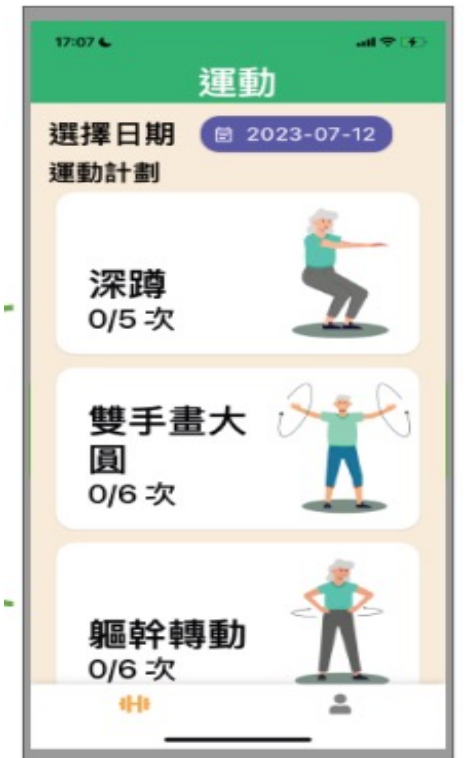 17:07
運動
選擇日期
2023-07-12
運動計劃
深蹲
0/5 次
雙手畫大
圓
0/6 次
軀幹轉動
0/6 次